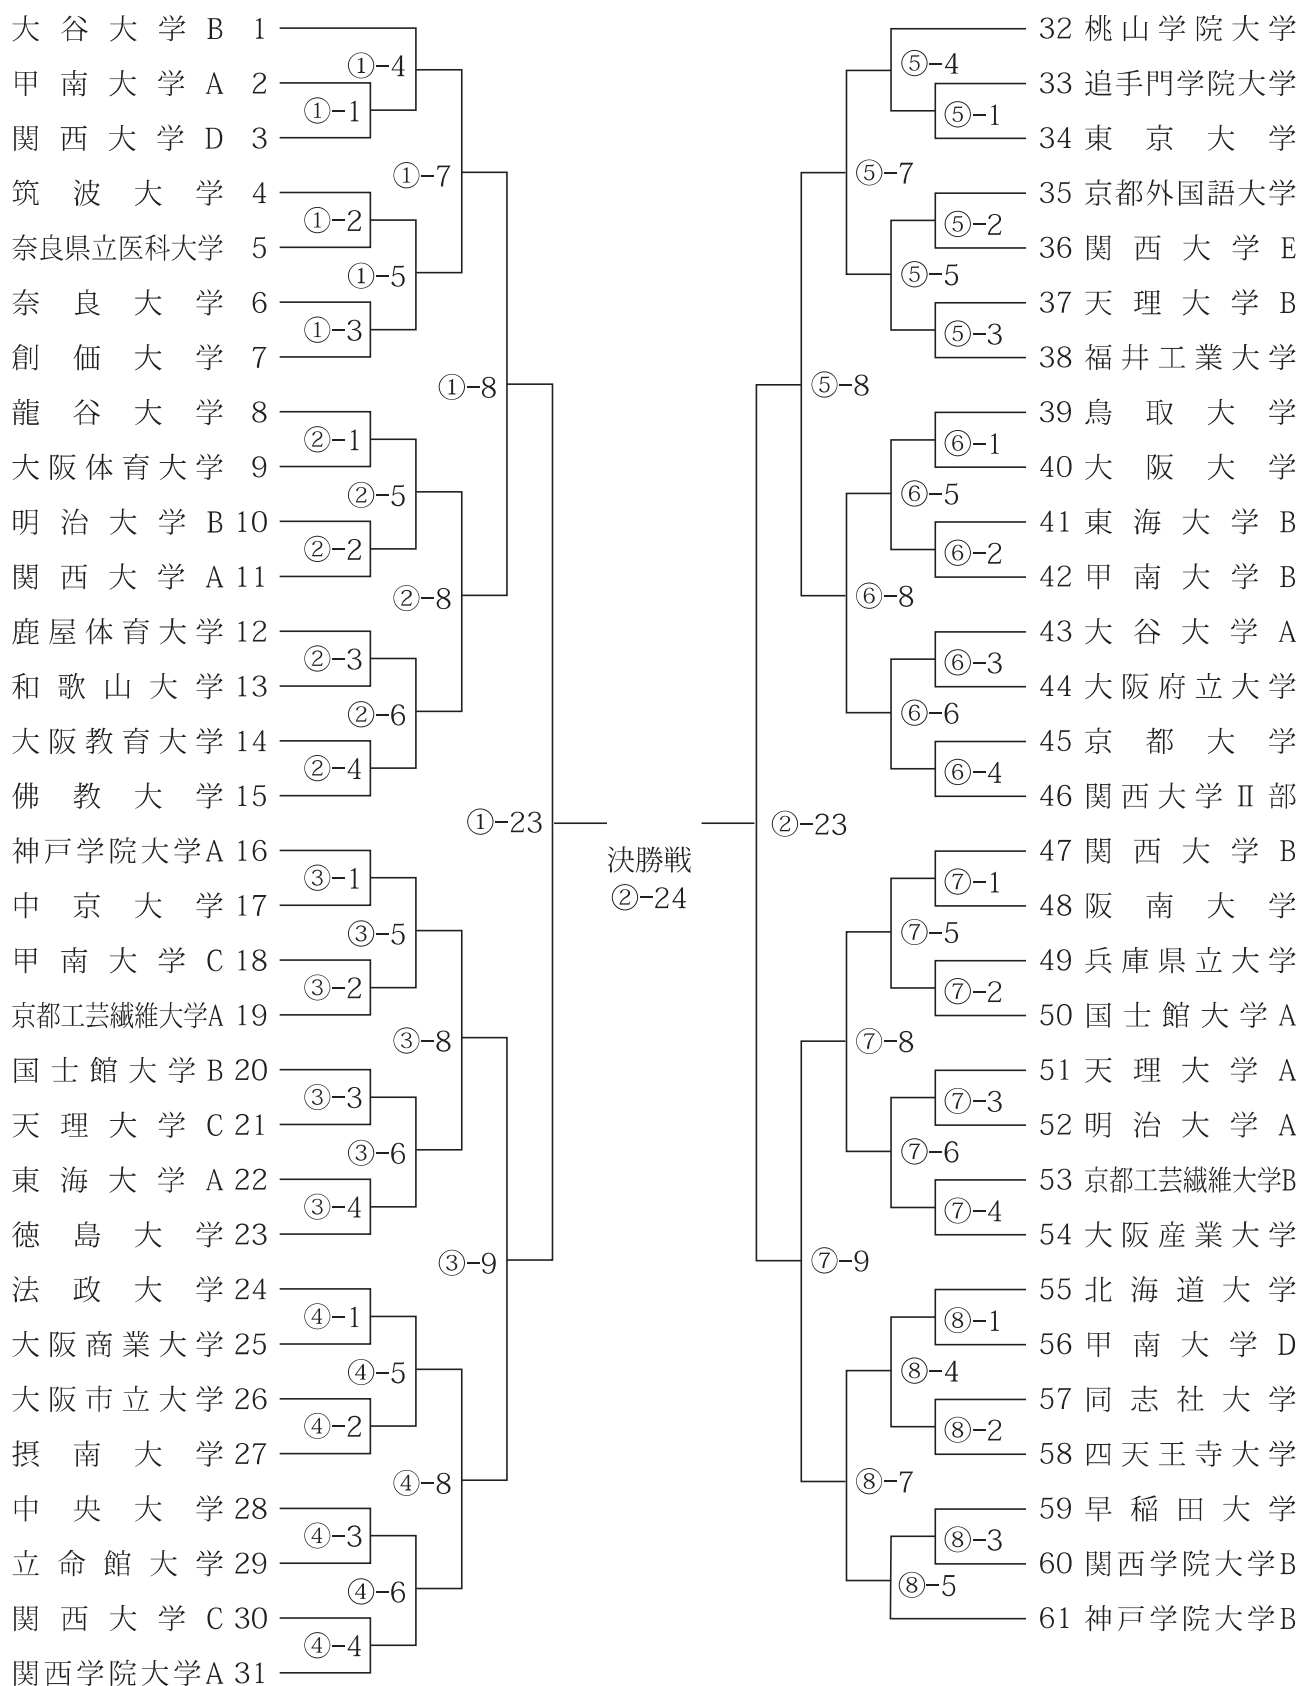 大谷大学B 1
甲南大学A 2
関西大学D 3
筑波大学 4
奈良県立医科大学 5
奈良大学 6
創価大学 7
龍谷大学 8
大阪体育大学 9
明治大学B 10
関西大学A 11
鹿屋体育大学 12
和歌山大学 13
大阪教育大学 14
佛教大学 15
神戸学院大学A 16
中京大学 17
甲南大学C 18
京都工芸繊維大学A 19
国士館大学B 20
天理大学C 21
東海大学A 22
徳島大学 23
法政大学 24
大阪商業大学 25
大阪市立大学 26
摂南大学 27
中央大学 28
立命館大学 29
関西大学C 30
関西学院大学A 31
①-4
①-1
①-7
①-2
①-5
①-3
①-8
②-1
②-5
②-2
②-8
②-3
②-6
②-4
①-23
③-1
③-5
③-2
③-8
③-3
③-6
③-4
③-9
④-1
④-5
④-2
④-8
④-3
④-6
④-4
決勝戦
②-24
⑤-4
⑤-1
⑤-7
⑤-2
⑤-5
⑤-3
⑤-8
⑥-1
⑥-5
⑥-2
⑥-8
⑥-3
⑥-6
⑥-4
②-23
⑦-1
⑦-5
⑦-2
⑦-8
⑦-3
⑦-6
⑦-4
⑦-9
⑧-1
⑧-4
⑧-2
⑧-7
⑧-3
⑧-5
32 桃山学院大学
33 追手門学院大学
34 東京大学
35 京都外国語大学
36 関西大学E
37 天理大学B
38 福井工業大学
39 鳥取大学
40 大阪大学
41 東海大学B
42 甲南大学B
43 大谷大学A
44 大阪府立大学
45 京都大学
46 関西大学Ⅱ部
47 関西大学B
48 阪南大学
49 兵庫県立大学
50 国士館大学A
51 天理大学A
52 明治大学A
53 京都工芸繊維大学B
54 大阪産業大学
55 北海道大学
56 甲南大学D
57 同志社大学
58 四天王寺大学
59 早稲田大学
60 関西学院大学B
61 神戸学院大学B